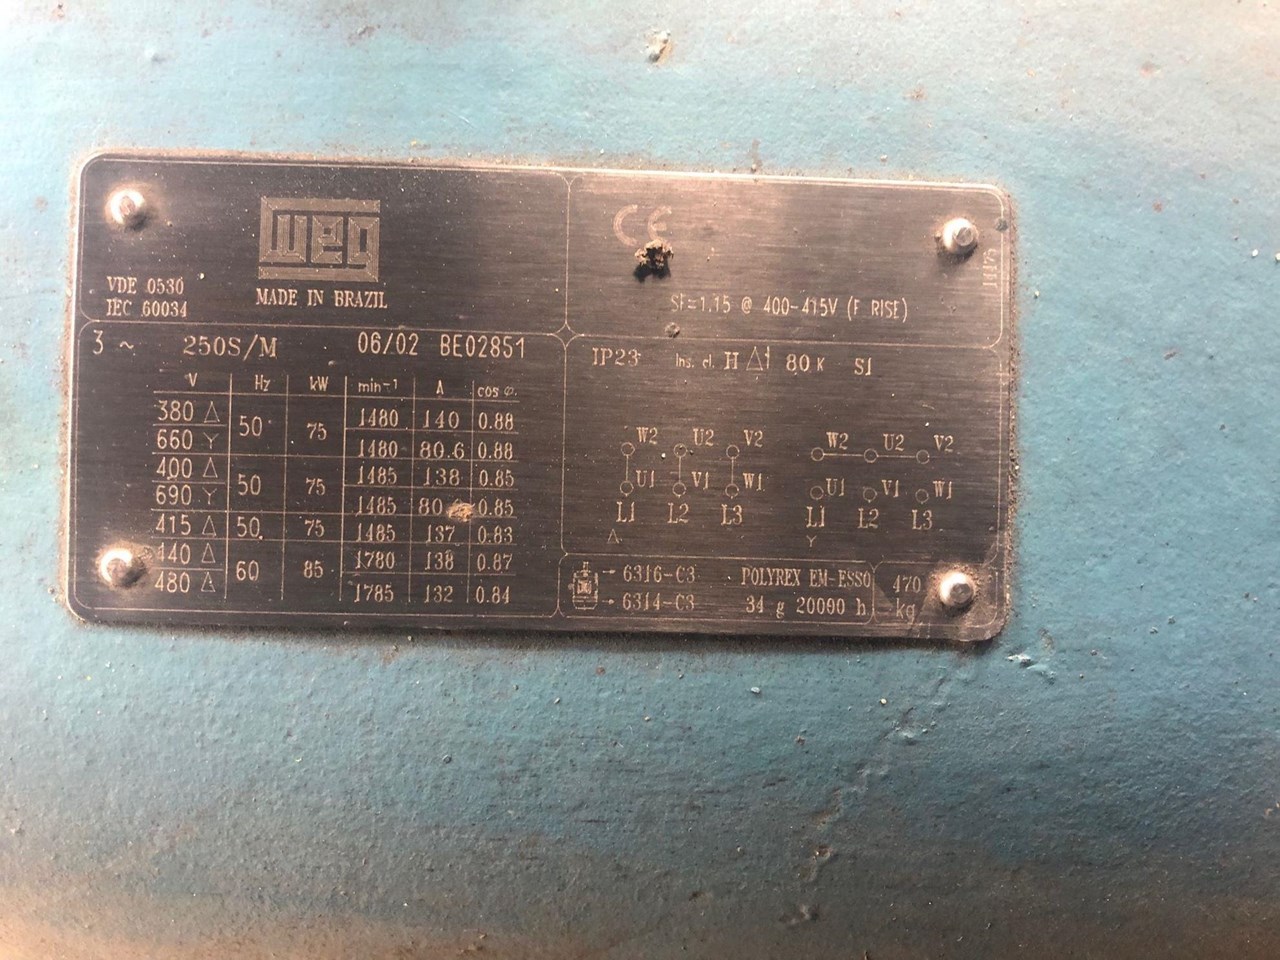 WEG
VDE 0530
IEC 60034
MADE IN BRAZIL
CE
SF=1.15 @ 400-415V (F RISE)
3 ~ 250S/M 06/02 BE02851
V Hz kW min-1 A cos φ
380 Δ 50 75 1480 140 0.88
660 Y 1480 80.6 0.88
400 Δ 50 75 1485 138 0.85
690 Y 1485 80 0.85
415 Δ 50 75 1485 137 0.83
440 Δ 60 85 1780 138 0.87
480 Δ 1785 132 0.84
IP23 Ins. cl. H Δt 80 K S1
W2 U2 V2 W2 U2 V2
U1 V1 W1 U1 V1 W1
L1 L2 L3 L1 L2 L3
Δ Y
6316-C3 POLYREX EM-ESSO 470
6314-C3 34 g 20000 h kg